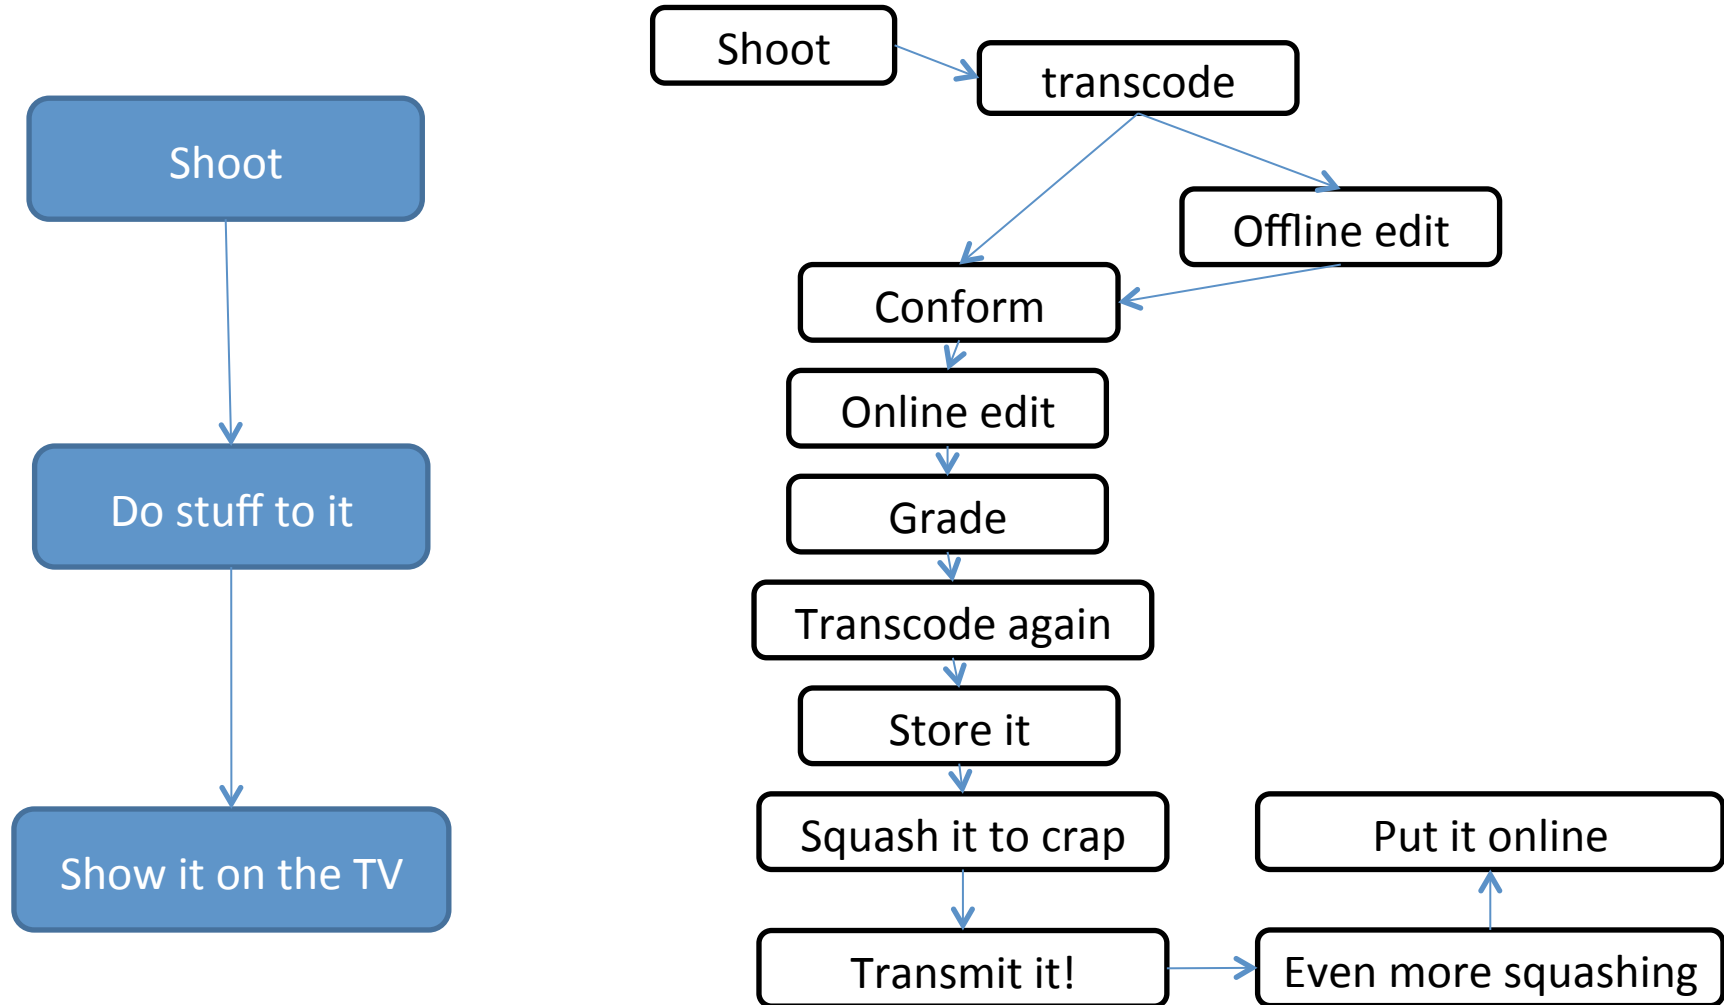 Shoot
Do stuff to it
Show it on the TV
Shoot
transcode
Offline edit
Conform
Online edit
Grade
Transcode again
Store it
Squash it to crap
Transmit it!
Even more squashing
Put it online